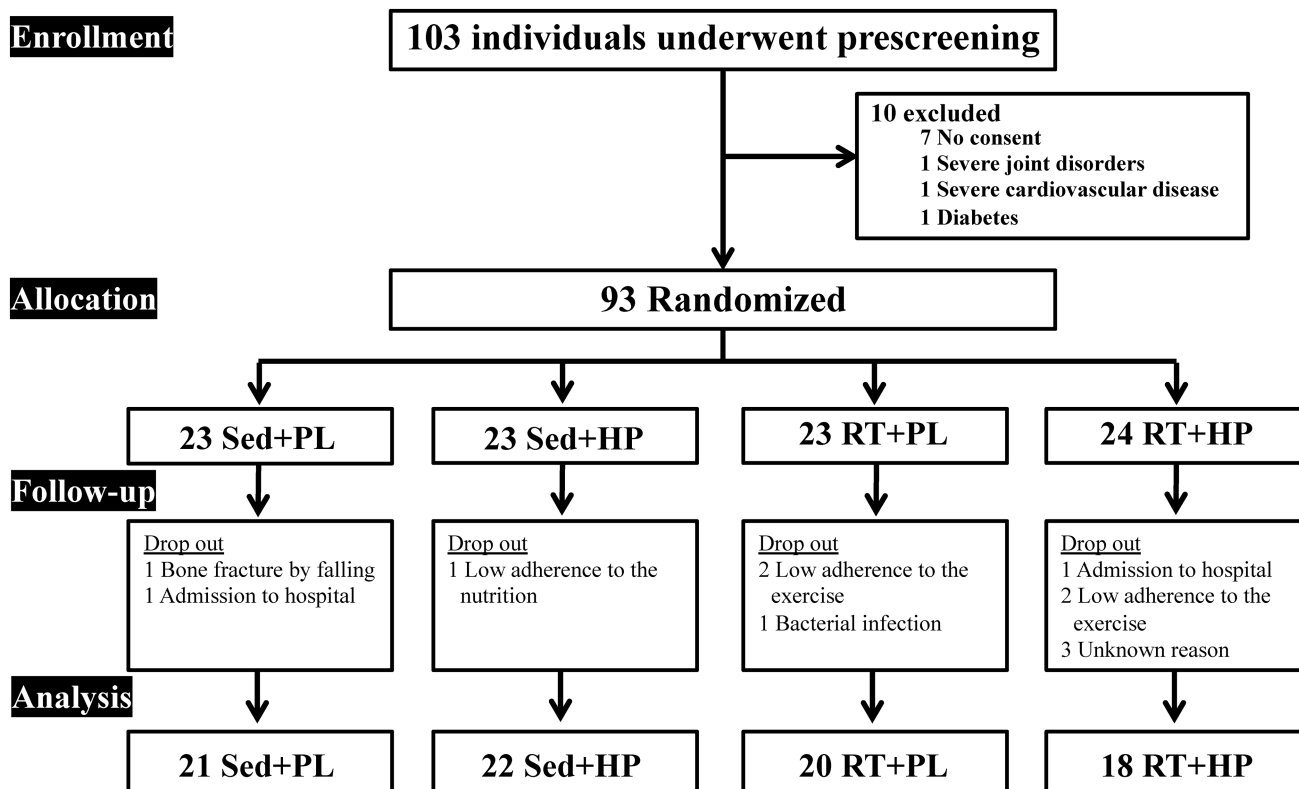 Enrollment
103 individuals underwent prescreening
10 excluded
7 No consent
1 Severe joint disorders
1 Severe cardiovascular disease
1 Diabetes
Allocation
93 Randomized
23 Sed+PL
23 Sed+HP
23 RT+PL
24 RT+HP
Follow-up
Drop out
1 Bone fracture by falling
1 Admission to hospital
Drop out
1 Low adherence to the
nutrition
Drop out
2 Low adherence to the
exercise
1 Bacterial infection
Drop out
1 Admission to hospital
2 Low adherence to the
exercise
3 Unknown reason
Analysis
21 Sed+PL
22 Sed+HP
20 RT+PL
18 RT+HP